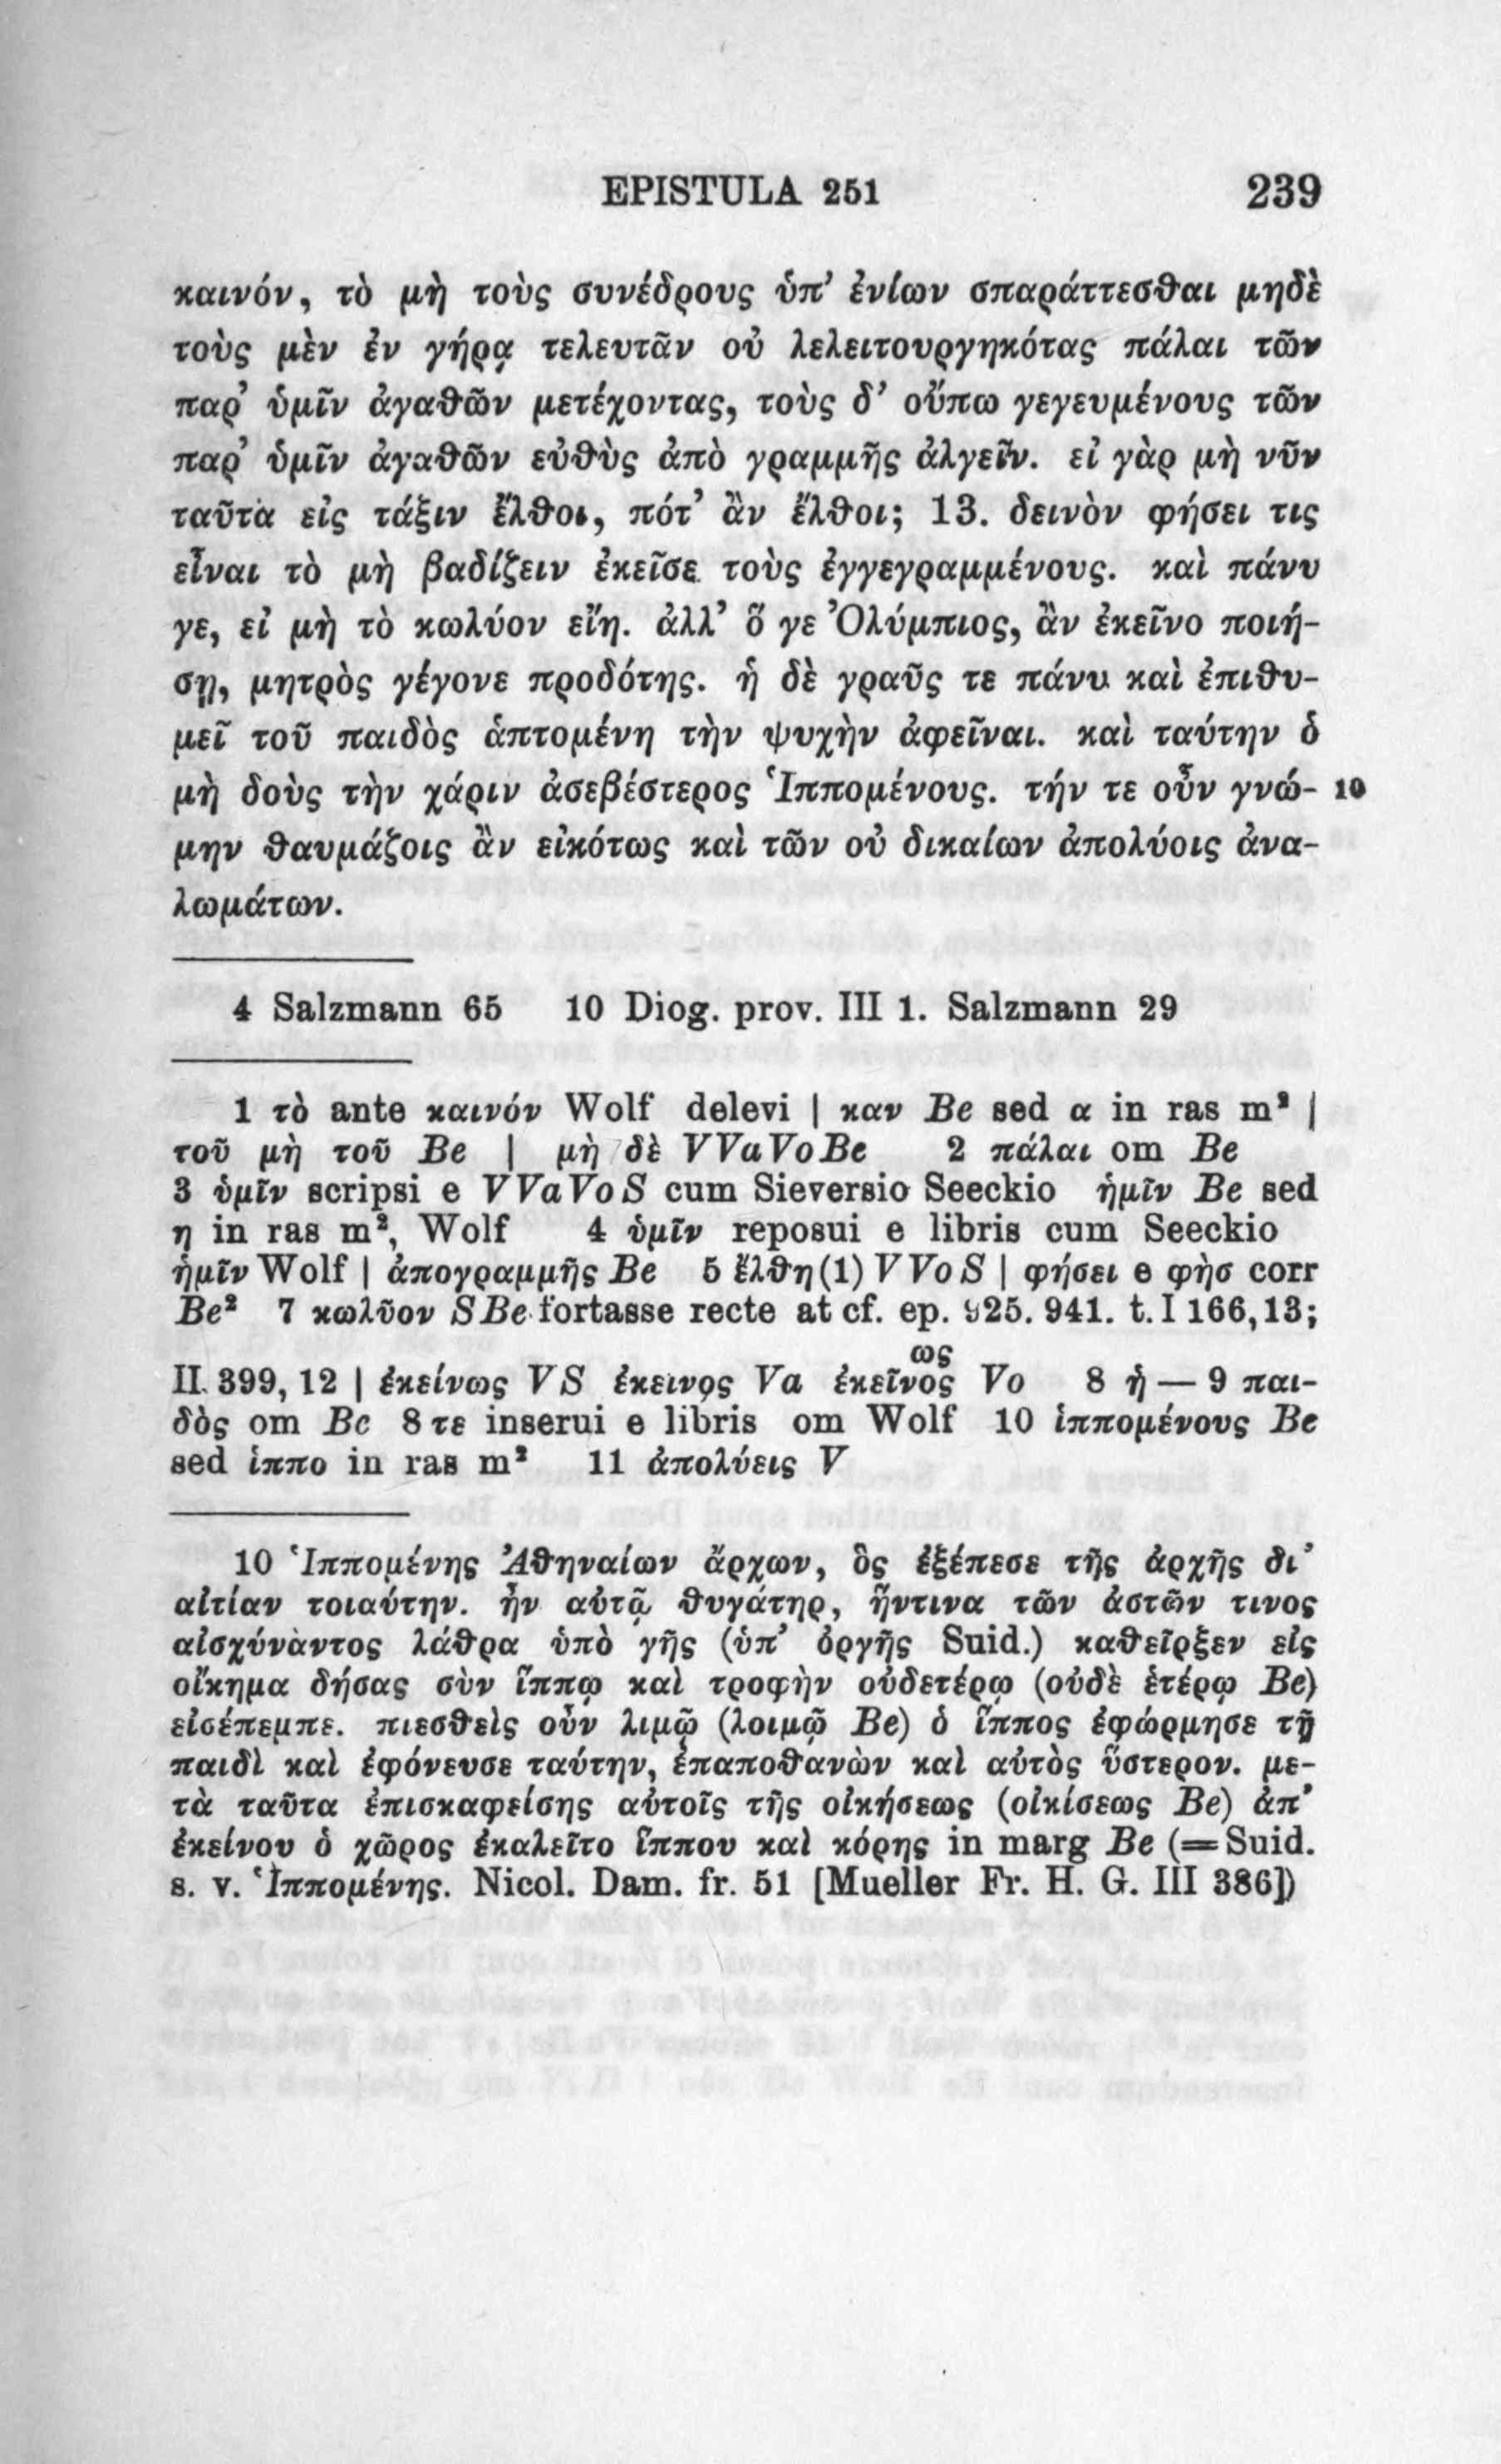 EPISTULA 251 239
καινόν, τὸ μὴ τοὺς συνέδρους ὑπ’ ἐνίων σπαράττεσθαι μηδὲ
τοὺς μὲν ἐν γήρᾳ τελευτᾶν οὐ λελειτουργηκότας πάλαι τῶν
παρ’ ὑμῖν ἀγαθῶν μετέχοντας, τοὺς δ’ οὔπω γεγευμένους τῶν
παρ’ ὑμῖν ἀγαθῶν εὐθὺς ἀπὸ γραμμῆς ἀλγεῖν. εἰ γὰρ μὴ νῦν
ταῦτα εἰς τάξιν ἔλθοι, πότ’ ἂν ἔλθοι; 13. δεινὸν φήσει τις
εἶναι τὸ μὴ βαδίζειν ἐκεῖσε τοὺς ἐγγεγραμμένους. καὶ πάνυ
γε, εἰ μὴ τὸ κωλύον εἴη. ἀλλ’ ὅ γε Ὀλύμπιος, ἂν ἐκεῖνο ποιή-
σῃ, μητρὸς γέγονε προδότης. ἡ δὲ γραῦς τε πάνυ καὶ ἐπιθυ-
μεῖ τοῦ παιδὸς ἁπτομένη τὴν ψυχὴν ἀφεῖναι. καὶ ταύτην ὁ
μὴ δοὺς τὴν χάριν ἀσεβέστερος Ἱππομένους. τήν τε οὖν γνώ- 10
μην θαυμάζοις ἂν εἰκότως καὶ τῶν οὐ δικαίων ἀπολύοις ἀνα-
λωμάτων.
4 Salzmann 65 10 Diog. prov. III 1. Salzmann 29
1 τὸ ante καινόν Wolf delevi | καν Be sed α in ras m² |
τοῦ μὴ τοῦ Be | μὴ δὲ VVaVoBe 2 πάλαι om Be
3 ὑμῖν scripsi e VVaVoS cum Sieversio Seeckio ἡμῖν Be sed
η in ras m², Wolf 4 ὑμῖν reposui e libris cum Seeckio
ἡμῖν Wolf | ἀπογραμμῆς Be 5 ἔλθη(1) VVoS | φήσει e φὴσ corr
Be² 7 κωλῦον SBe fortasse recte at cf. ep. 925. 941. t. I 166,13;
ως
II 399, 12 | ἐκείνως VS ἐκεινος Va ἐκεῖνος Vo 8 ἡ — 9 παι-
δὸς om Be 8 τε inserui e libris om Wolf 10 ἱππομένους Be
sed ἱππο in ras m² 11 ἀπολύεις V
10 Ἱππομένης Ἀθηναίων ἄρχων, ὃς ἐξέπεσε τῆς ἀρχῆς δι’
αἰτίαν τοιαύτην. ἦν αὐτῷ θυγάτηρ, ἥντινα τῶν ἀστῶν τινος
αἰσχύναντος λάθρα ὑπὸ γῆς (ὑπ’ ὀργῆς Suid.) καθεῖρξεν εἰς
οἴκημα δήσας σὺν ἵππῳ καὶ τροφὴν οὐδετέρῳ (οὐδὲ ἑτέρῳ Be)
εἰσέπεμπε. πιεσθεὶς οὖν λιμῷ (λοιμῷ Be) ὁ ἵππος ἐφώρμησε τῇ
παιδὶ καὶ ἐφόνευσε ταύτην, ἐπαποθανὼν καὶ αὐτὸς ὕστερον. με-
τὰ ταῦτα ἐπισκαφείσης αὐτοῖς τῆς οἰκήσεως (οἰκίσεως Be) ἀπ’
ἐκείνου ὁ χῶρος ἐκαλεῖτο ἵππου καὶ κόρης in marg Be (= Suid.
s. v. Ἱππομένης. Nicol. Dam. fr. 51 [Mueller Fr. H. G. III 386])